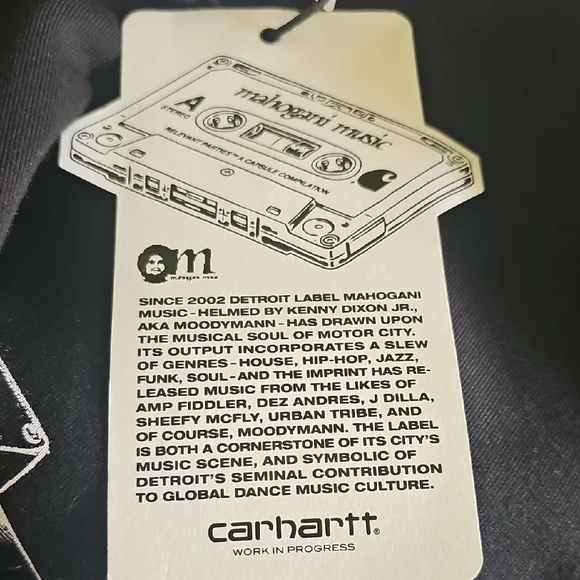 mahogani music
A
STEREO
RELEVANT PARTIES™ A CAPSULE COMPILATION
m
mahogani music
SINCE 2002 DETROIT LABEL MAHOGANI
MUSIC - HELMED BY KENNY DIXON JR.,
AKA MOODYMANN - HAS DRAWN UPON
THE MUSICAL SOUL OF MOTOR CITY.
ITS OUTPUT INCORPORATES A SLEW
OF GENRES - HOUSE, HIP-HOP, JAZZ,
FUNK, SOUL - AND THE IMPRINT HAS RE-
LEASED MUSIC FROM THE LIKES OF
AMP FIDDLER, DEZ ANDRES, J DILLA,
SHEEFY MCFLY, URBAN TRIBE, AND
OF COURSE, MOODYMANN. THE LABEL
IS BOTH A CORNERSTONE OF ITS CITY'S
MUSIC SCENE, AND SYMBOLIC OF
DETROIT'S SEMINAL CONTRIBUTION
TO GLOBAL DANCE MUSIC CULTURE.
carhartt®
WORK IN PROGRESS